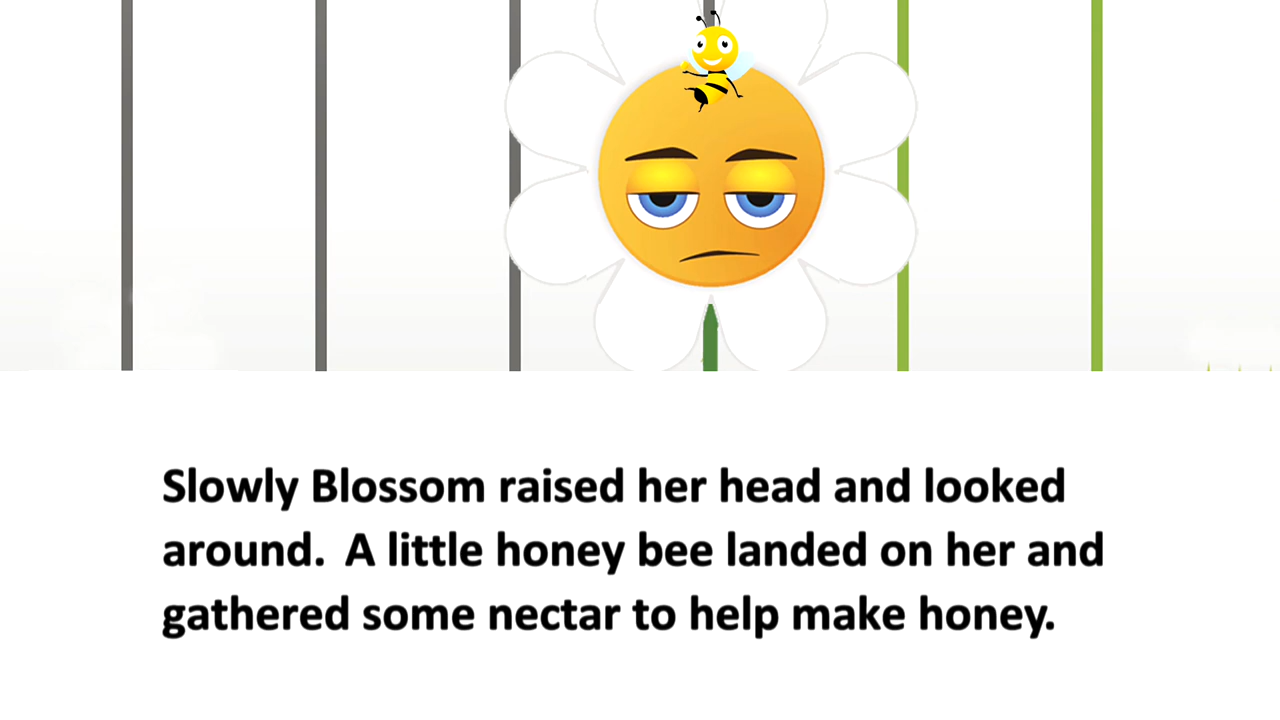 Slowly Blossom raised her head and looked
around.  A little honey bee landed on her and
gathered some nectar to help make honey.